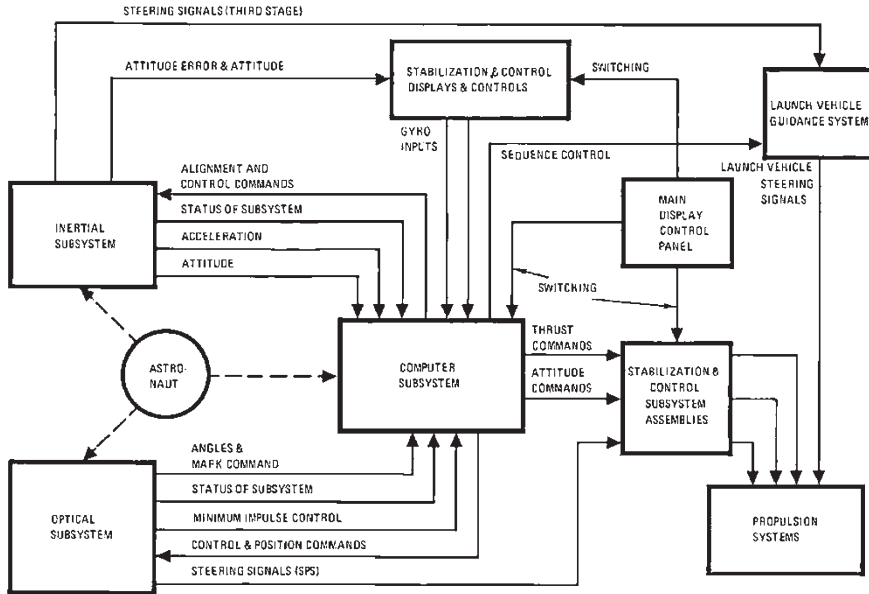 STEERING SIGNALS (THIRD STAGE)
ATTITUDE ERROR & ATTITUDE
STABILIZATION & CONTROL
DISPLAYS & CONTROLS
SWITCHING
LAUNCH VEHICLE
GUIDANCE SYSTEM
GYRO
INPUTS
SEQUENCE CONTROL
LAUNCH VEHICLE
STEERING
SIGNALS
ALIGNMENT AND
CONTROL COMMANDS
STATUS OF SUBSYSTEM
ACCELERATION
ATTITUDE
INERTIAL
SUBSYSTEM
MAIN
DISPLAY
CONTROL
PANEL
SWITCHING
ASTRO-
NAUT
COMPUTER
SUBSYSTEM
THRUST
COMMANDS
ATTITUDE
COMMANDS
STABILIZATION &
CONTROL
SUBSYSTEM
ASSEMBLIES
ANGLES &
MARK COMMAND
STATUS OF SUBSYSTEM
MINIMUM IMPULSE CONTROL
CONTROL & POSITION COMMANDS
STEERING SIGNALS (SPS)
OPTICAL
SUBSYSTEM
PROPULSION
SYSTEMS